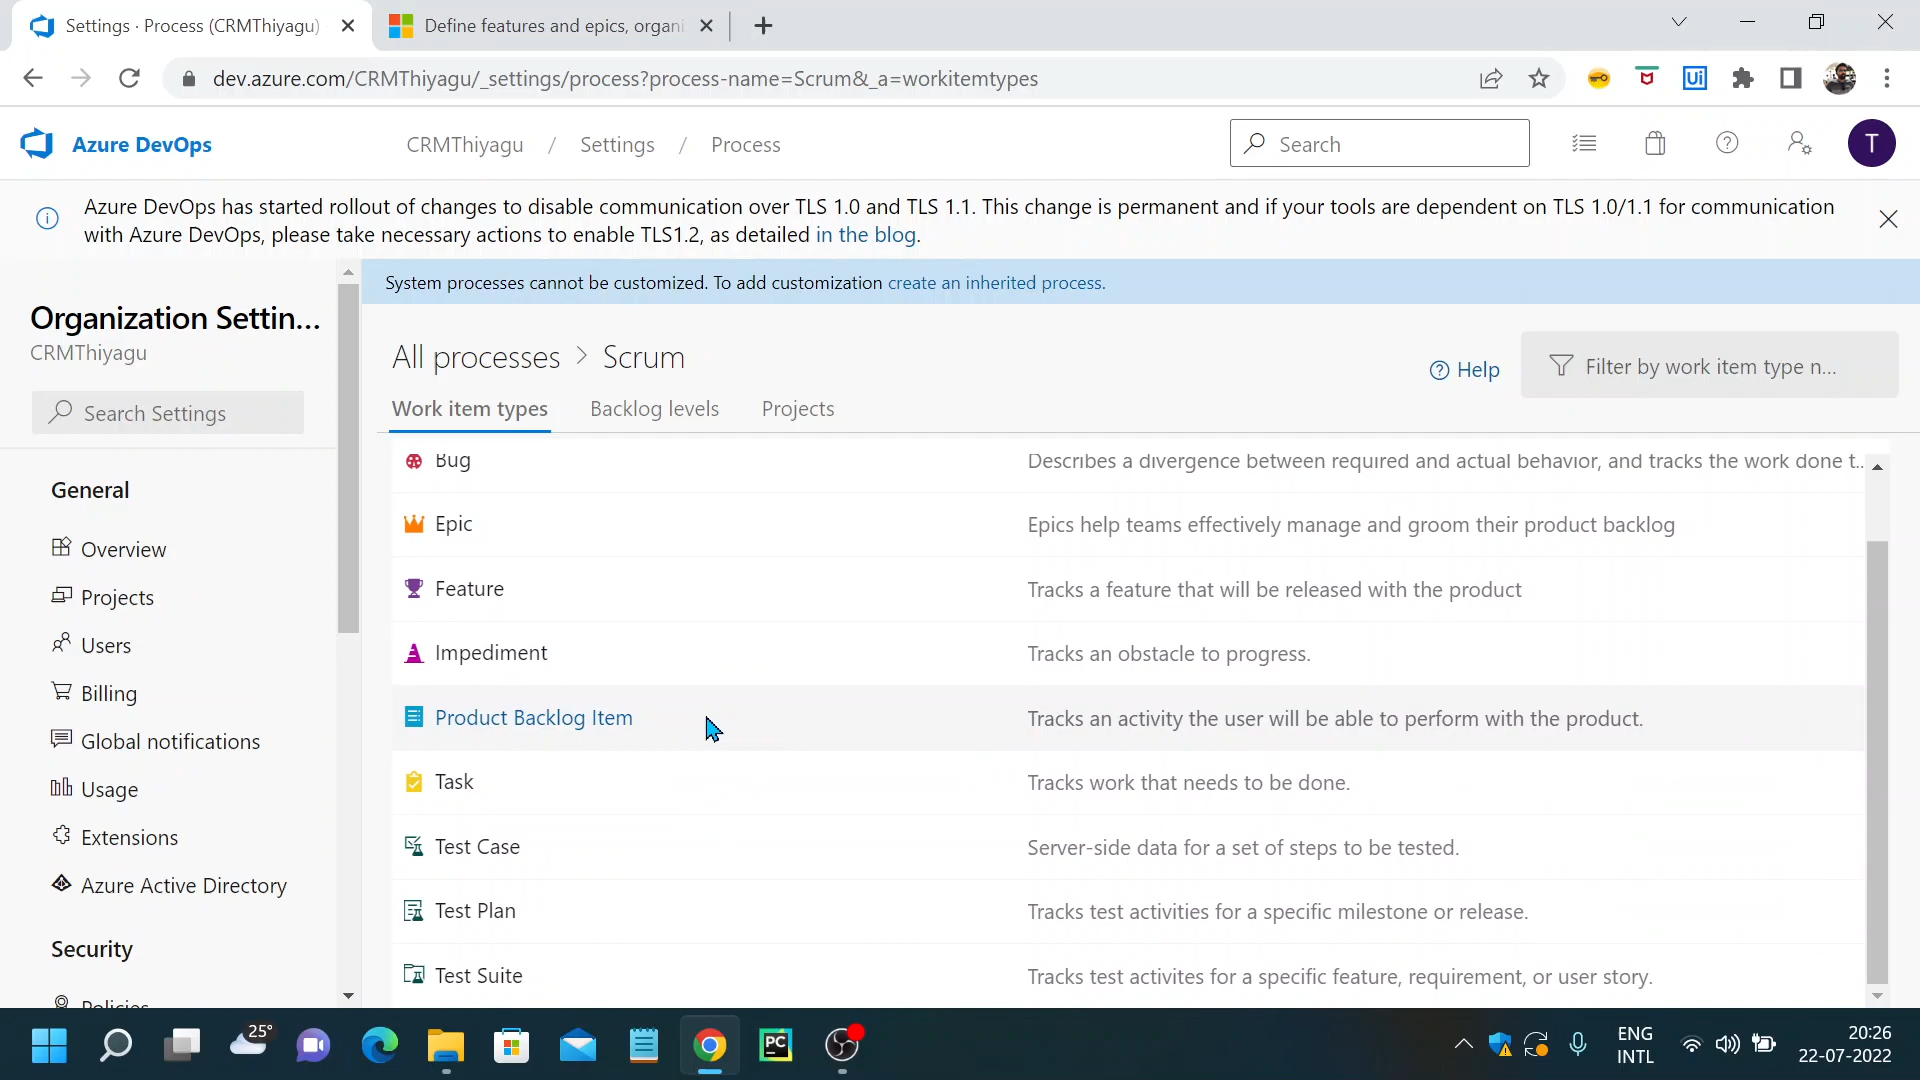 Settings · Process (CRMThiyagu)
Define features and epics, organi
dev.azure.com/CRMThiyagu/_settings/process?process-name=Scrum&_a=workitemtypes
Azure DevOps
CRMThiyagu / Settings / Process
Search
T
Azure DevOps has started rollout of changes to disable communication over TLS 1.0 and TLS 1.1. This change is permanent and if your tools are dependent on TLS 1.0/1.1 for communication
with Azure DevOps, please take necessary actions to enable TLS1.2, as detailed in the blog.
System processes cannot be customized. To add customization create an inherited process.
Organization Settin...
CRMThiyagu
Search Settings
General
Overview
Projects
Users
Billing
Global notifications
Usage
Extensions
Azure Active Directory
Security
Policies
All processes > Scrum
Help
Filter by work item type n...
Work item types
Backlog levels
Projects
Bug
Describes a divergence between required and actual behavior, and tracks the work done t...
Epic
Epics help teams effectively manage and groom their product backlog
Feature
Tracks a feature that will be released with the product
Impediment
Tracks an obstacle to progress.
Product Backlog Item
Tracks an activity the user will be able to perform with the product.
Task
Tracks work that needs to be done.
Test Case
Server-side data for a set of steps to be tested.
Test Plan
Tracks test activities for a specific milestone or release.
Test Suite
Tracks test activites for a specific feature, requirement, or user story.
25°
PC
ENG
INTL
20:26
22-07-2022